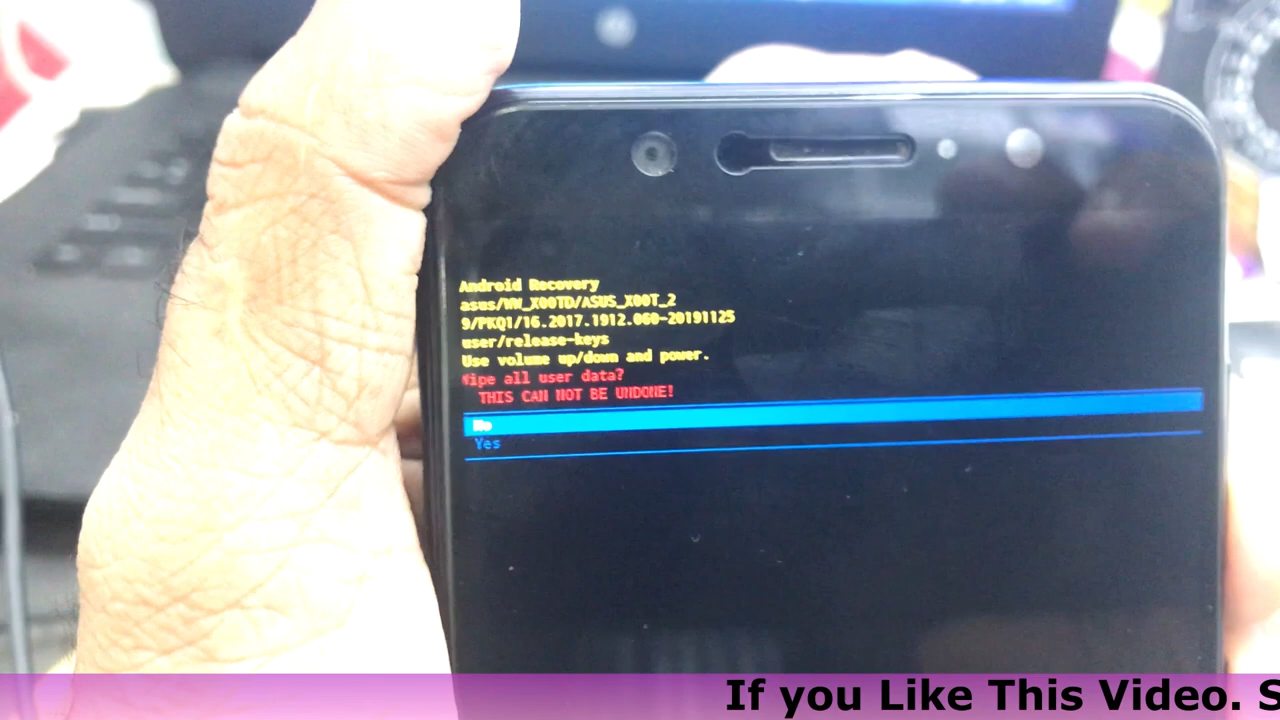 Android Recovery
asus/WW_X00TD/ASUS_X00T_2
9/PKQ1/16.2017.1912.060-20191125
user/release-keys
Use volume up/down and power.
Wipe all user data?
THIS CAN NOT BE UNDONE!
No
Yes
If you Like This Video. S